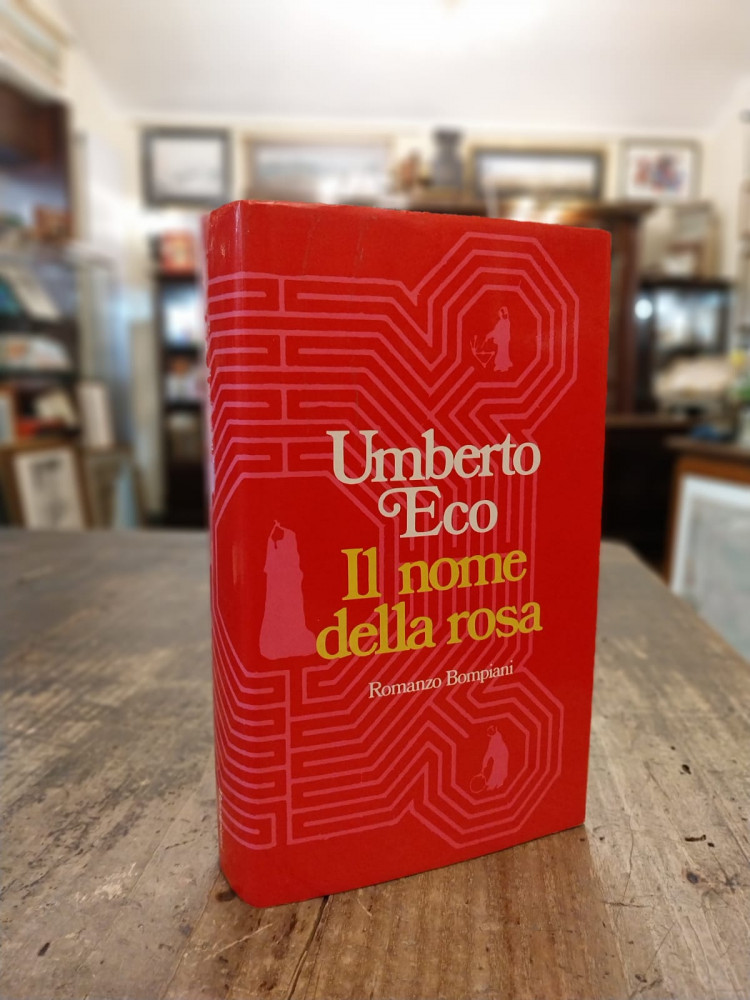 Umberto
Eco
Il nome
della rosa
Romanzo Bompiani